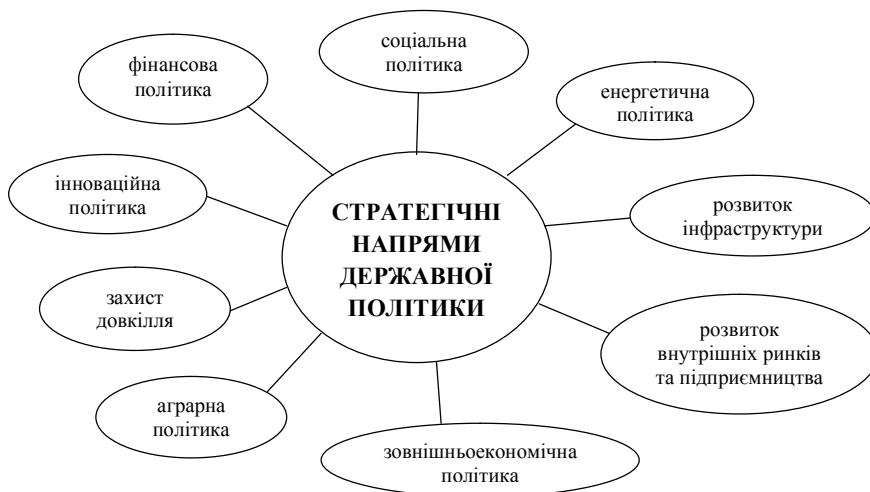 соціальна
політика
фінансова
політика
енергетична
політика
інноваційна
політика
СТРАТЕГІЧНІ
НАПРЯМИ
ДЕРЖАВНОЇ
ПОЛІТИКИ
розвиток
інфраструктури
захист
довкілля
розвиток
внутрішніх ринків
та підприємництва
аграрна
політика
зовнішньоекономічна
політика